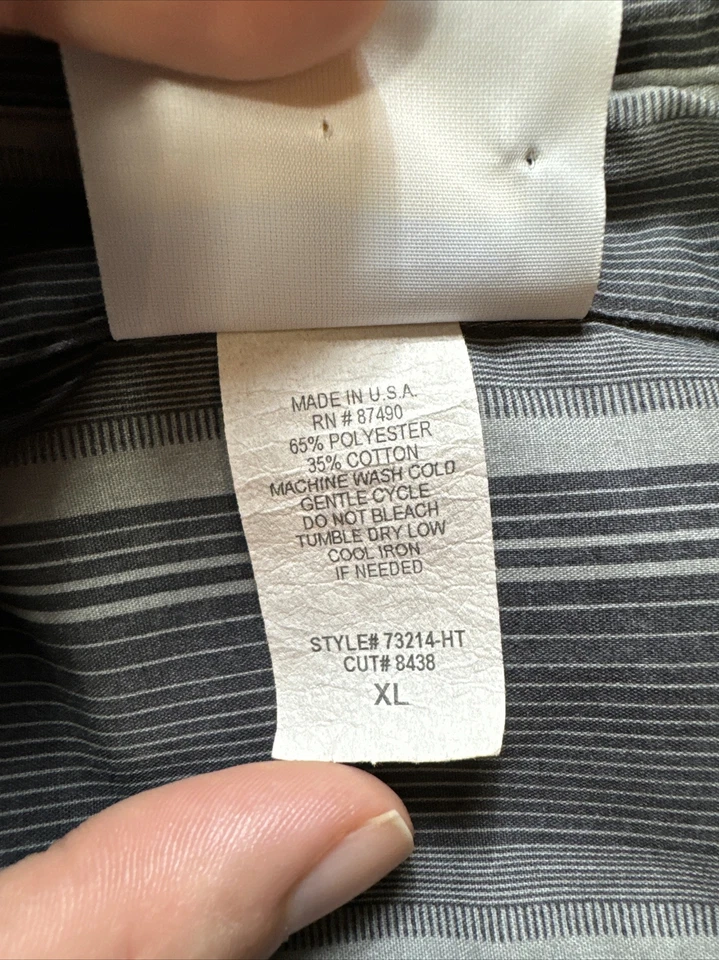 MADE IN U.S.A.
RN # 87490
65% POLYESTER
35% COTTON
MACHINE WASH COLD
GENTLE CYCLE
DO NOT BLEACH
TUMBLE DRY LOW
COOL IRON
IF NEEDED
STYLE# 73214-HT
CUT# 8438
XL